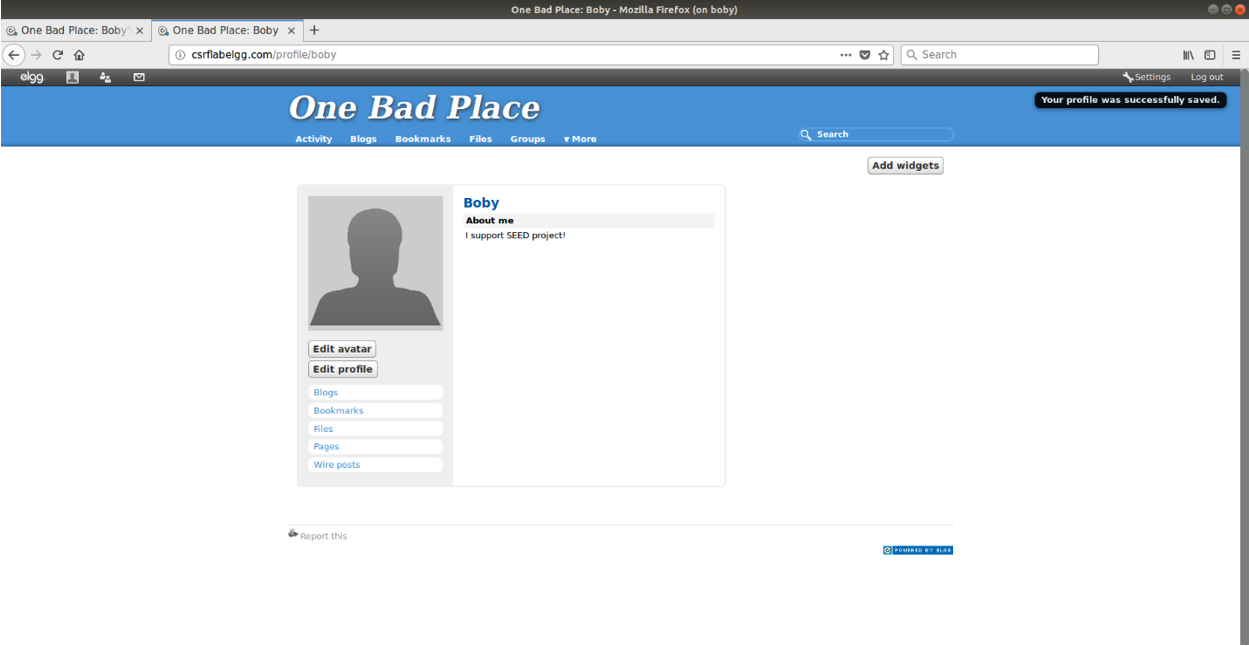 One Bad Place: Boby - Mozilla Firefox (on boby)
One Bad Place: Boby' One Bad Place: Boby
csrflabelgg.com/profile/boby Search
elgg. Settings Log out
Your profile was successfully saved.
One Bad Place
Activity Blogs Bookmarks Files Groups ▼ More Search
Add widgets
Boby
About me
I support SEED project!
Edit avatar
Edit profile
Blogs
Bookmarks
Files
Pages
Wire posts
Report this
POWERED BY ELGG